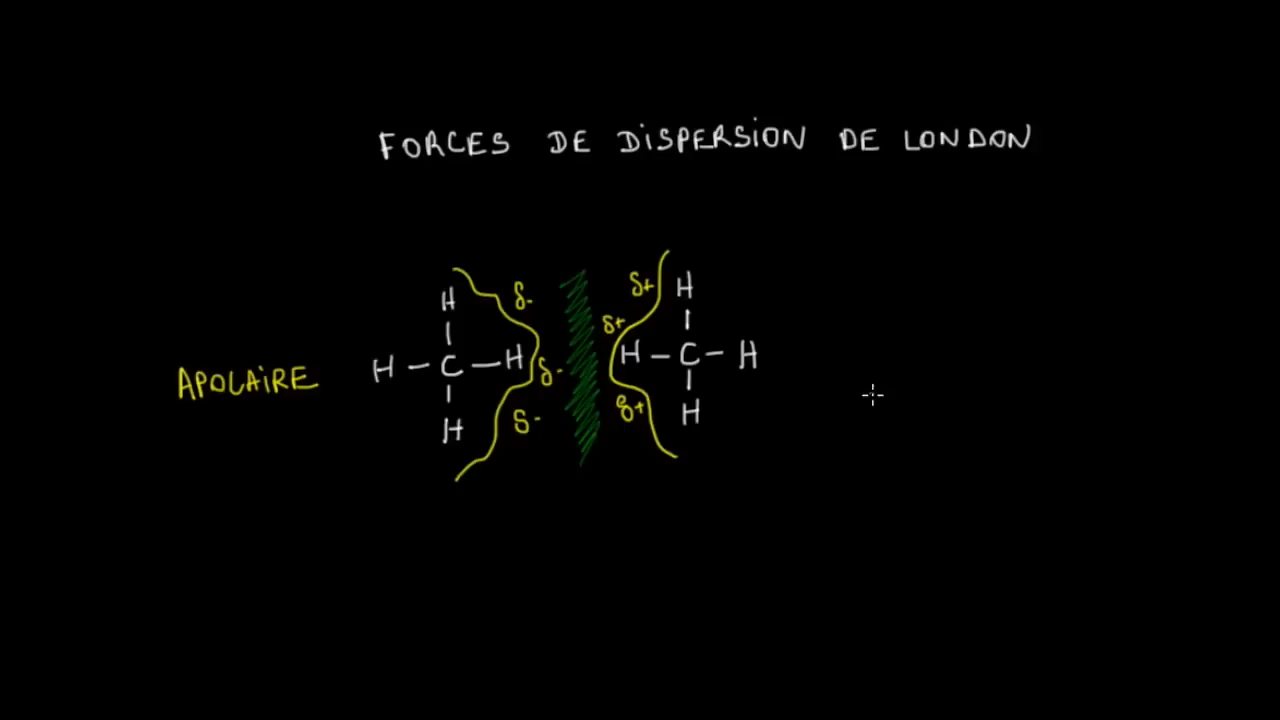 FORCES DE DISPERSION DE LONDON
H δ- δ+ H
δ+
APOLAIRE H - C - H δ- H - C - H
H δ- δ+ H